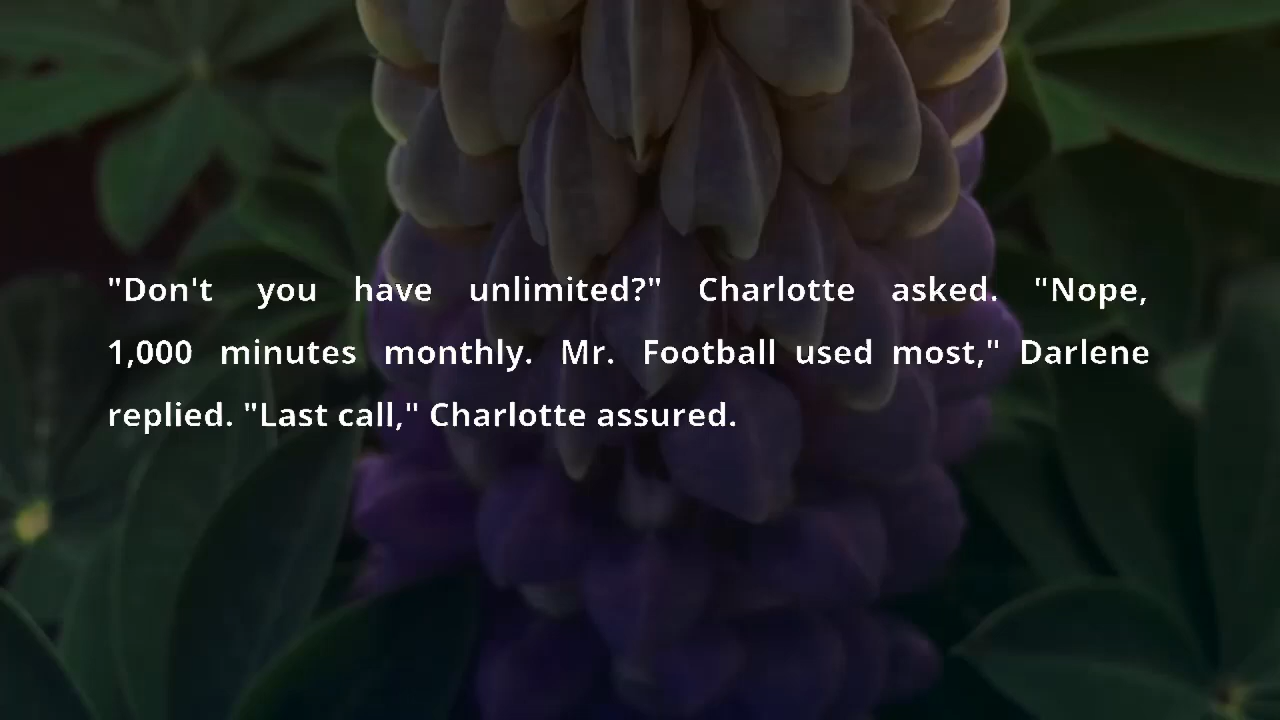 "Don't you have unlimited?" Charlotte asked. "Nope,
1,000 minutes monthly. Mr. Football used most," Darlene
replied. "Last call," Charlotte assured.